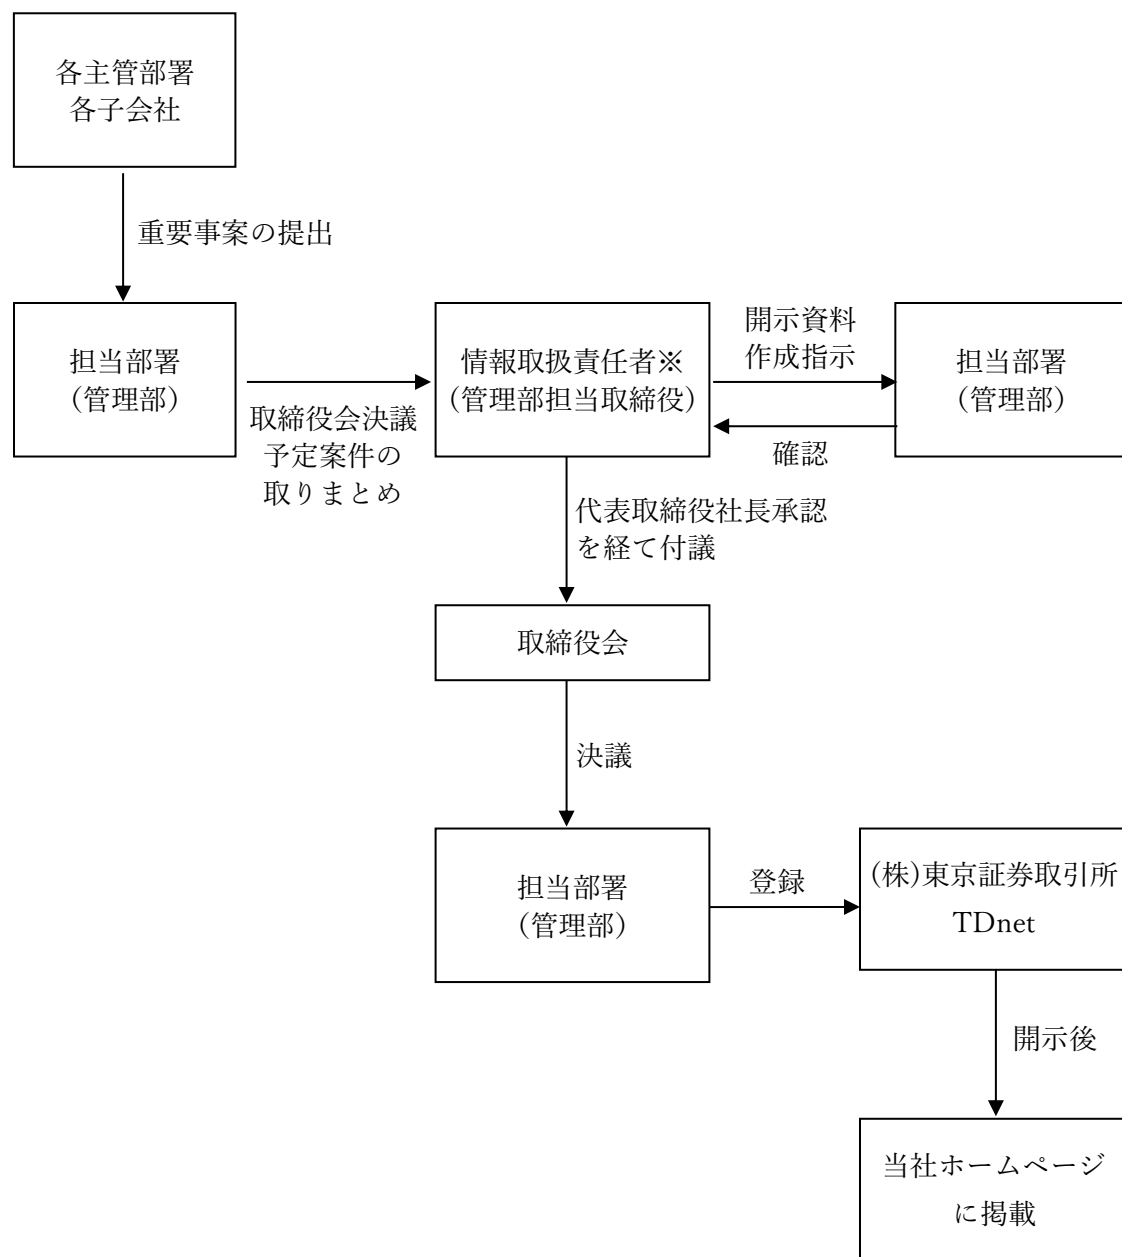 各主管部署
各子会社
重要事案の提出
担当部署
(管理部)
取締役会決議
予定案件の
取りまとめ
情報取扱責任者※
(管理部担当取締役)
開示資料
作成指示
確認
担当部署
(管理部)
代表取締役社長承認
を経て付議
取締役会
決議
担当部署
(管理部)
登録
(株)東京証券取引所
TDnet
開示後
当社ホームページ
に掲載